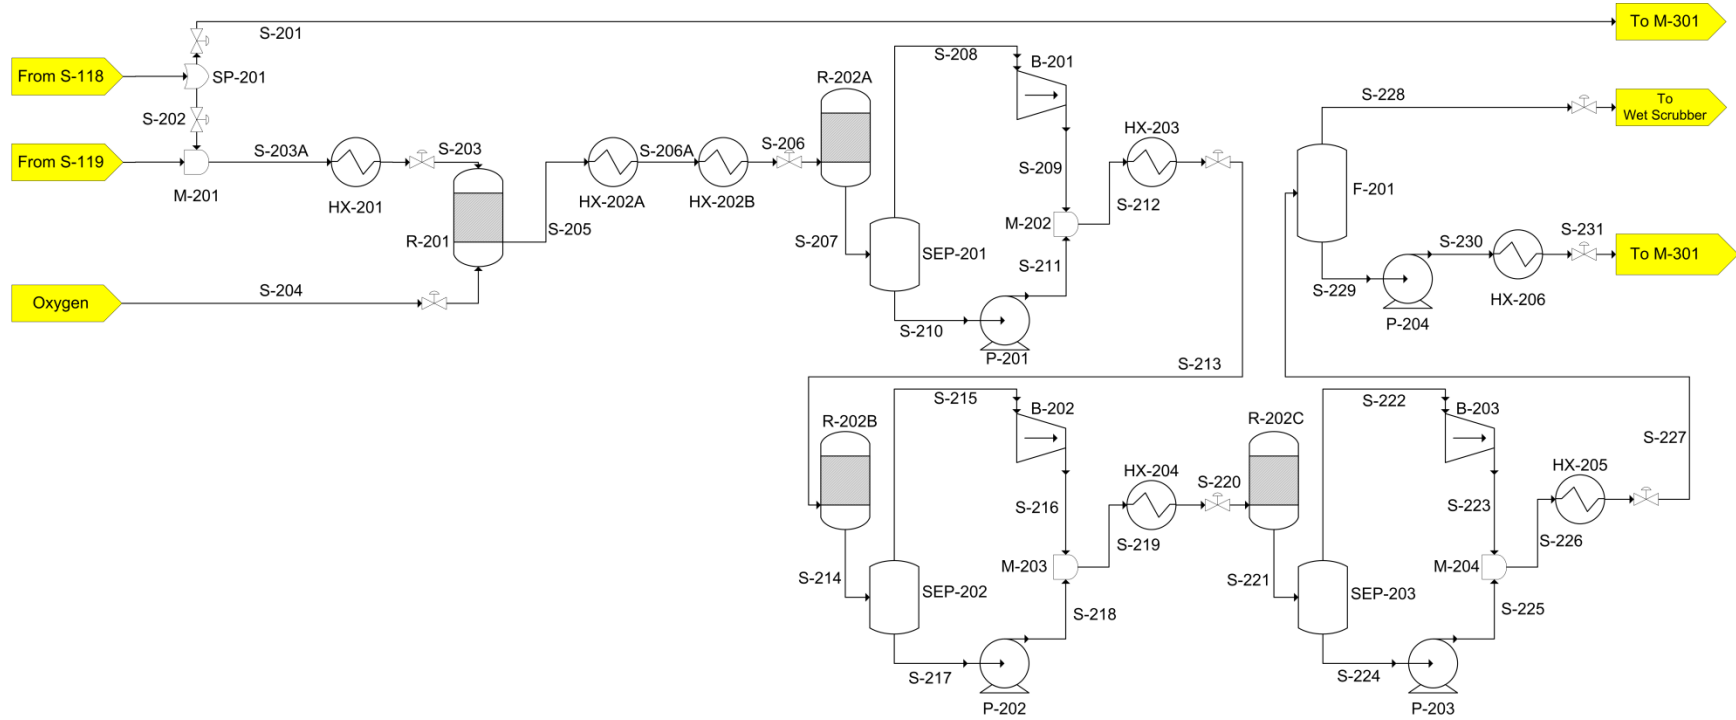 S-201
To M-301
From S-118
SP-201
S-202
From S-119
M-201
S-203A
HX-201
S-203
R-201
S-205
Oxygen
S-204
HX-202A
S-206A
HX-202B
S-206
R-202A
S-207
S-208
B-201
SEP-201
S-209
M-202
S-211
S-210
P-201
S-212
HX-203
S-213
S-228
To
Wet Scrubber
F-201
S-229
P-204
S-230
HX-206
S-231
To M-301
R-202B
S-214
S-215
B-202
SEP-202
S-216
M-203
S-218
S-217
P-202
S-219
HX-204
S-220
R-202C
S-221
S-222
B-203
SEP-203
S-223
M-204
S-225
S-224
P-203
S-226
HX-205
S-227